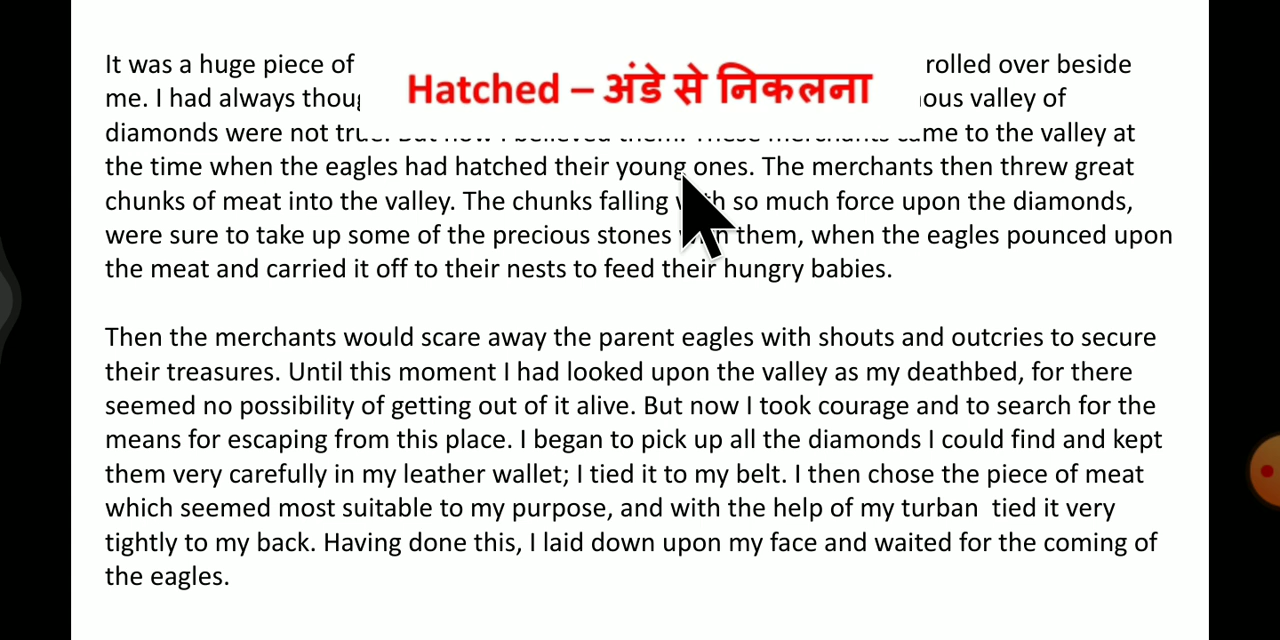 It was a huge piece of rolled over beside
Hatched – अंडे से निकलना
me. I had always of
diamonds were not came to the valley at
the time when the eagles had hatched their young ones. The merchants then threw great
chunks of meat into the valley. The chunks falling so much force upon the diamonds,
were sure to take up some of the precious stones them, when the eagles pounced upon
the meat and carried it off to their nests to feed their hungry babies.
Then the merchants would scare away the parent eagles with shouts and outcries to secure
their treasures. Until this moment I had looked upon the valley as my deathbed, for there
seemed no possibility of getting out of it alive. But now I took courage and to search for the
means for escaping from this place. I began to pick up all the diamonds I could find and kept
them very carefully in my leather wallet; I tied it to my belt. I then chose the piece of meat
which seemed most suitable to my purpose, and with the help of my turban tied it very
tightly to my back. Having done this, I laid down upon my face and waited for the coming of
the eagles.